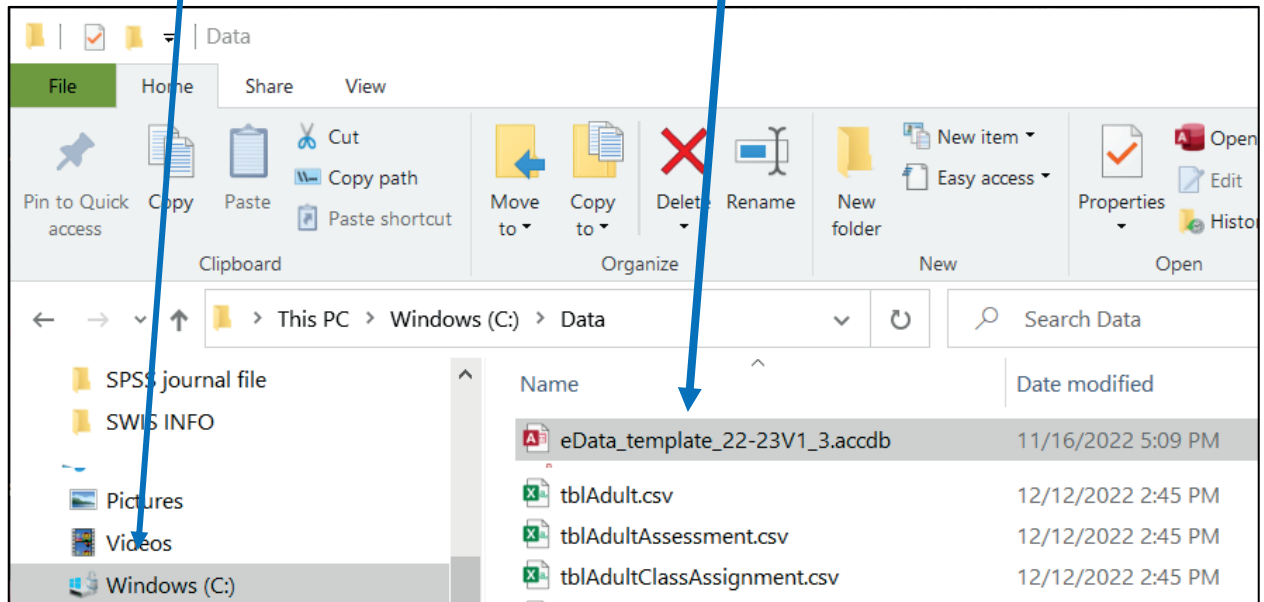 Data
File Home Share View
Cut
Copy path
Paste shortcut
Pin to Quick access
Copy
Paste
Clipboard
Move to
Copy to
Delete
Rename
Organize
New folder
New item
Easy access
New
Properties
Open
Edit
Histor
Open
This PC > Windows (C:) > Data
Search Data
SPSS journal file
SWIS INFO
Pictures
Videos
Windows (C:)
Name Date modified
eData_template_22-23V1_3.accdb 11/16/2022 5:09 PM
tblAdult.csv 12/12/2022 2:45 PM
tblAdultAssessment.csv 12/12/2022 2:45 PM
tblAdultClassAssignment.csv 12/12/2022 2:45 PM